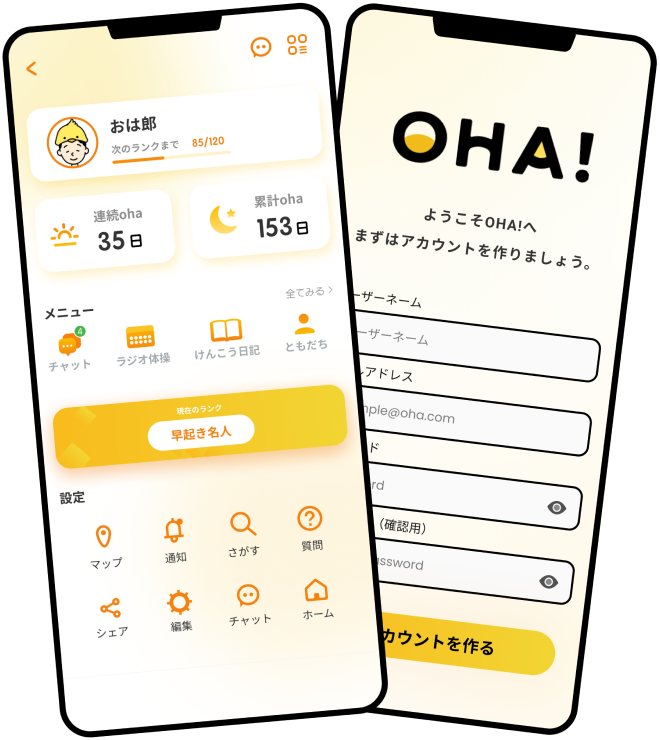 おは郎
次のランクまで 85/120
連続oha
35 日
累計oha
153 日
メニュー
全てみる
4
チャット
ラジオ体操
けんこう日記
ともだち
現在のランク
早起き名人
設定
マップ
通知
さがす
質問
シェア
編集
チャット
ホーム
OHA!
ようこそOHA!へ
まずはアカウントを作りましょう。
ーザーネーム
ーザーネーム
ルアドレス
mple@oha.com
ド
ord
（確認用）
assword
カウントを作る